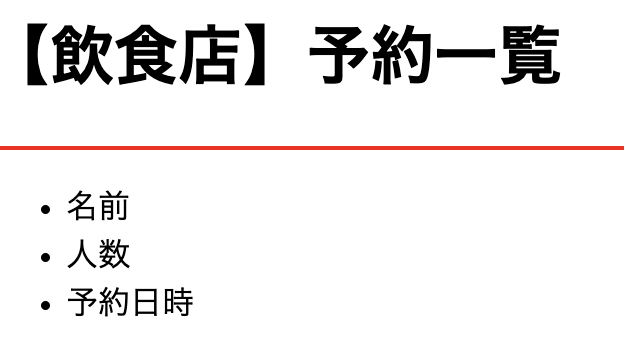 【飲食店】予約一覧
• 名前
• 人数
• 予約日時